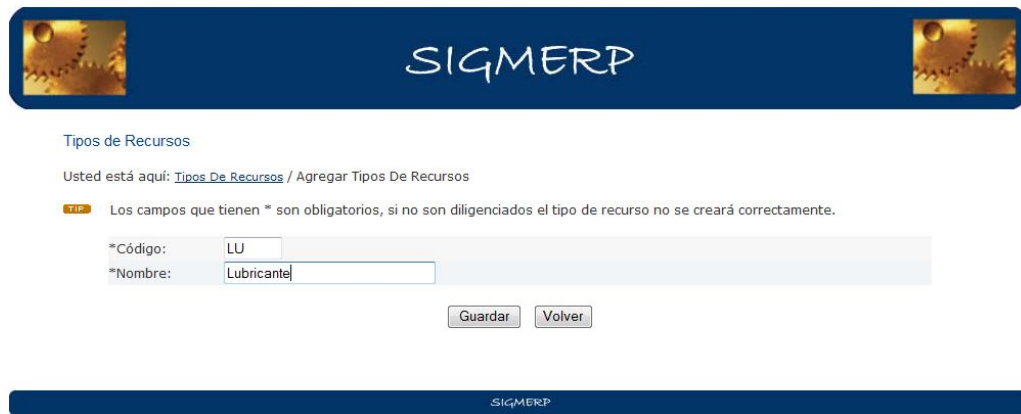 SIGMERP
Tipos de Recursos
Usted está aquí: Tipos De Recursos / Agregar Tipos De Recursos
TIP Los campos que tienen * son obligatorios, si no son diligenciados el tipo de recurso no se creará correctamente.
*Código: LU
*Nombre: Lubricante
Guardar Volver
SIGMERP